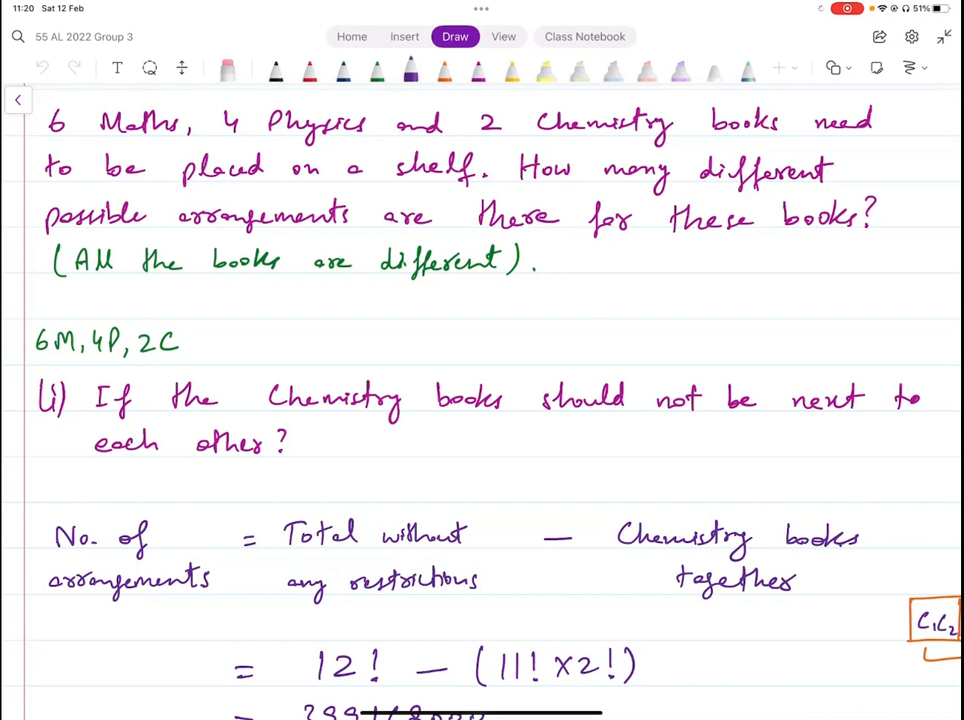 11:20 Sat 12 Feb
51%
55 AL 2022 Group 3
Home Insert Draw View Class Notebook
6 Maths, 4 Physics and 2 Chemistry books need
to be placed on a shelf. How many different
possible arrangements are there for these books?
(All the books are different).
6M, 4P, 2C
(i) If the Chemistry books should not be next to
each other?
No. of = Total without — Chemistry books
arrangements any restrictions together
C₁C₂
= 12! — (11! × 2!)
=